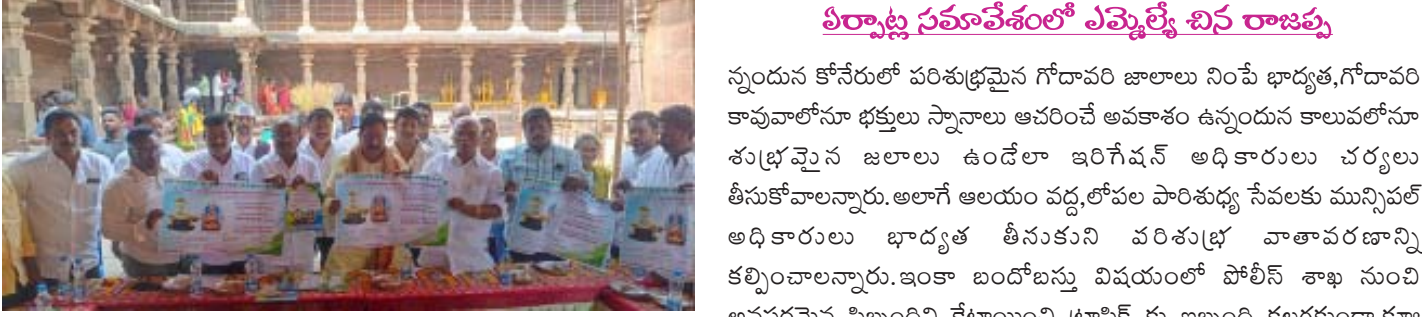 ఏర్పాట్ల సమావేశంలో ఎమ్మెల్యే చిన రాజప్ప
న్నందున కోనేరులో పరిశుభ్రమైన గోదావరి జాలాలు నింపే భాద్యత,గోదావరి
కావువాలోనూ భక్తులు స్నానాలు ఆచరించే అవకాశం ఉన్నందున కాలువలోనూ
శుభ్రమైన జలాలు ఉండేలా ఇరిగేషన్ అధికారులు చర్యలు
తీసుకోవాలన్నారు.అలాగే ఆలయం వద్ద,లోపల పారిశుధ్య సేవలకు మున్సిపల్
అధికారులు భాద్యత తీనుకుని వరిశుభ్ర వాతావరణాన్ని
కల్పించాలన్నారు.ఇంకా బందోబస్తు విషయంలో పోలీస్ శాఖ నుంచి